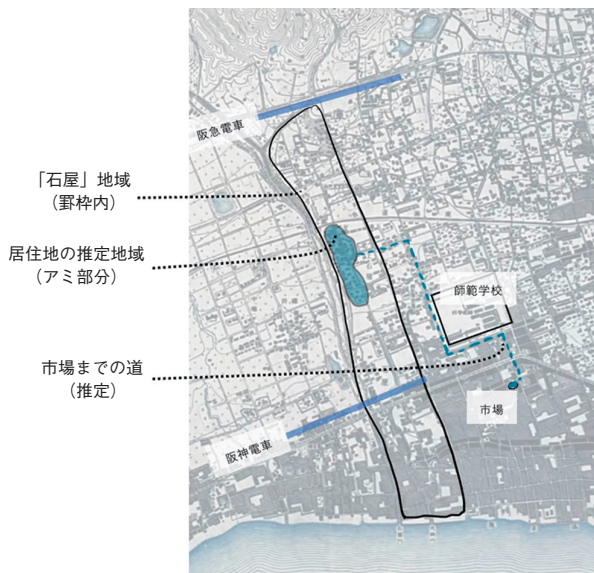 阪急電車
「石屋」地域
（罫枠内）
居住地の推定地域
（アミ部分）
師範学校
市場までの道
（推定）
市場
阪神電車